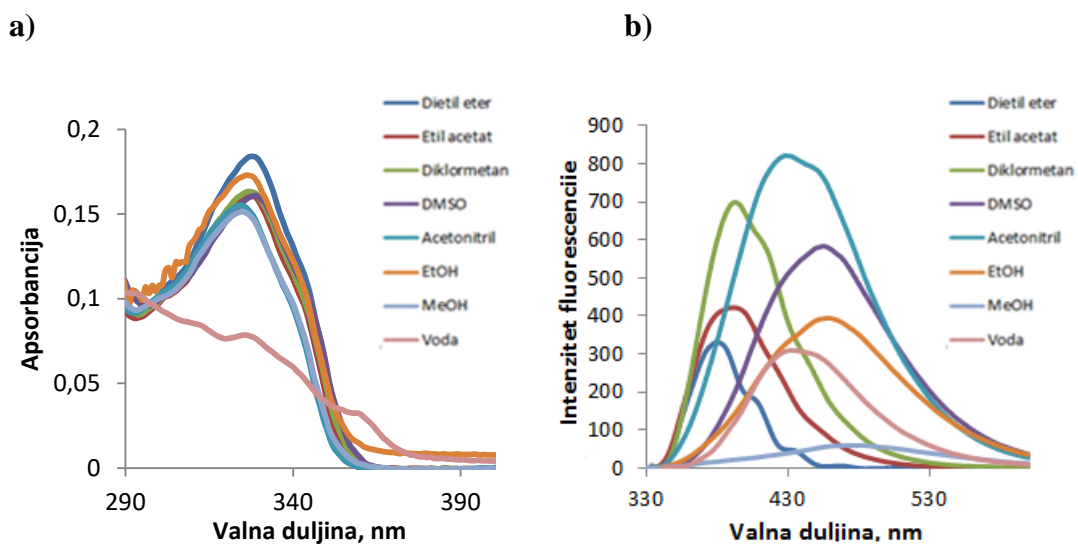 a)
b)
Dietil eter
Etil acetat
Diklormetan
DMSO
Acetonitril
EtOH
MeOH
Voda
Apsorbancija
0,2
0,15
0,1
0,05
0
290
340
390
Valna duljina, nm
Dietil eter
Etil acetat
Diklormetan
DMSO
Acetonitril
EtOH
MeOH
Voda
Intenzitet fluorescencije
900
800
700
600
500
400
300
200
100
0
330
430
530
Valna duljina, nm